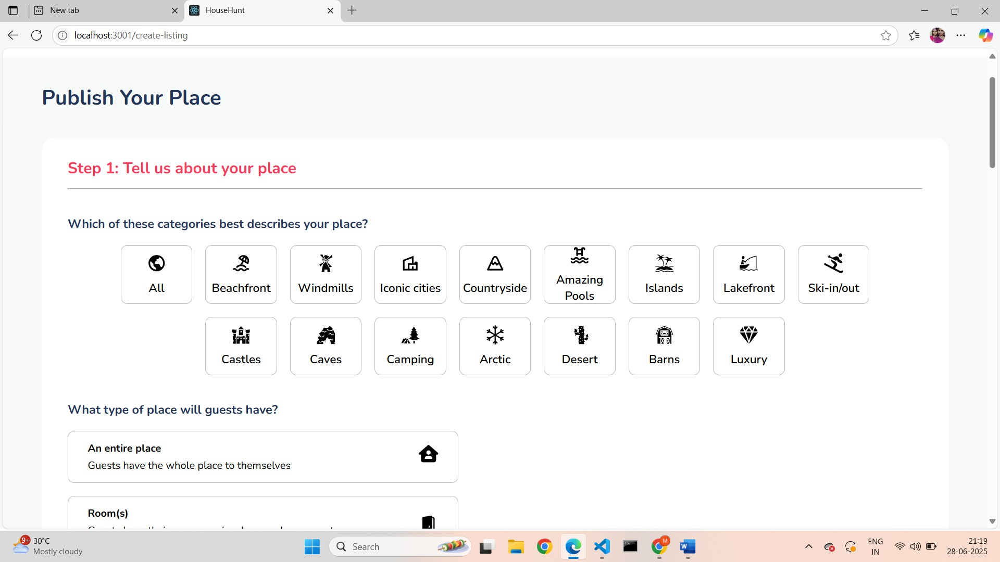 New tab
HouseHunt
localhost:3001/create-listing
Publish Your Place
Step 1: Tell us about your place
Which of these categories best describes your place?
All
Beachfront
Windmills
Iconic cities
Countryside
Amazing
Pools
Islands
Lakefront
Ski-in/out
Castles
Caves
Camping
Arctic
Desert
Barns
Luxury
What type of place will guests have?
An entire place
Guests have the whole place to themselves
Room(s)
9+
30°C
Mostly cloudy
Search
M
W
ENG
IN
21:19
28-06-2025